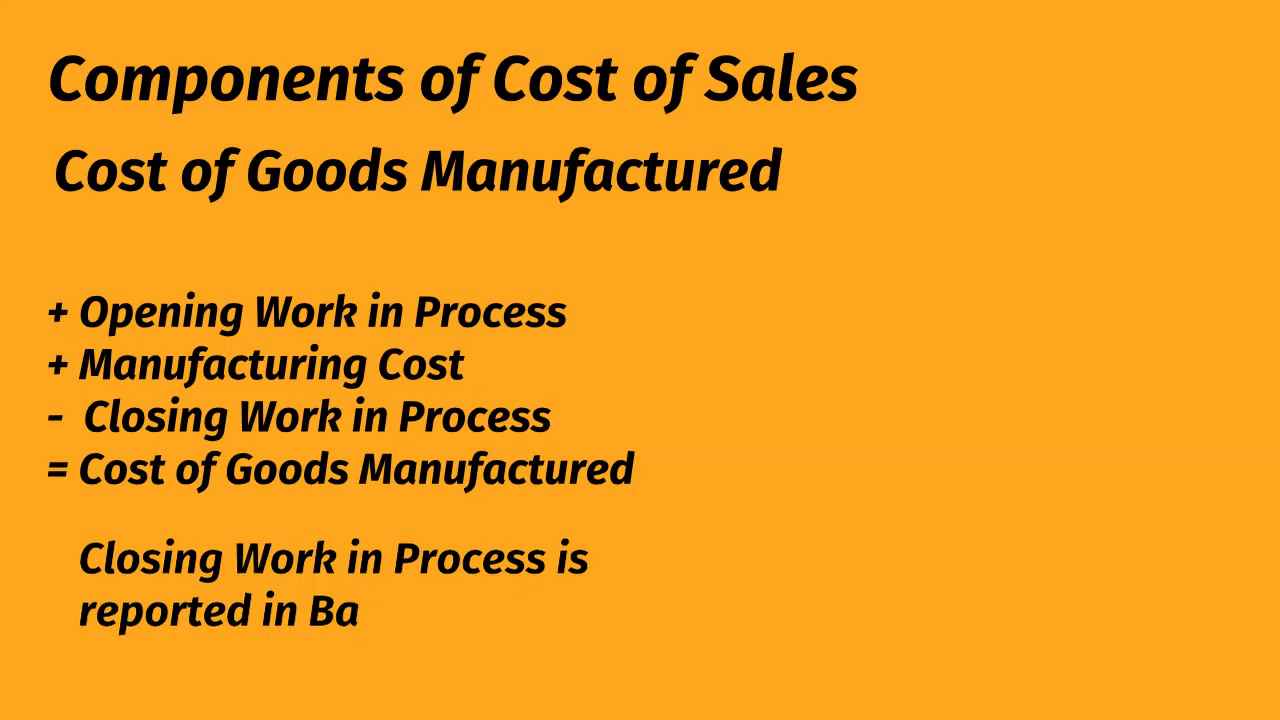 Components of Cost of Sales
Cost of Goods Manufactured
+ Opening Work in Process
+ Manufacturing Cost
- Closing Work in Process
= Cost of Goods Manufactured
Closing Work in Process is
reported in Ba